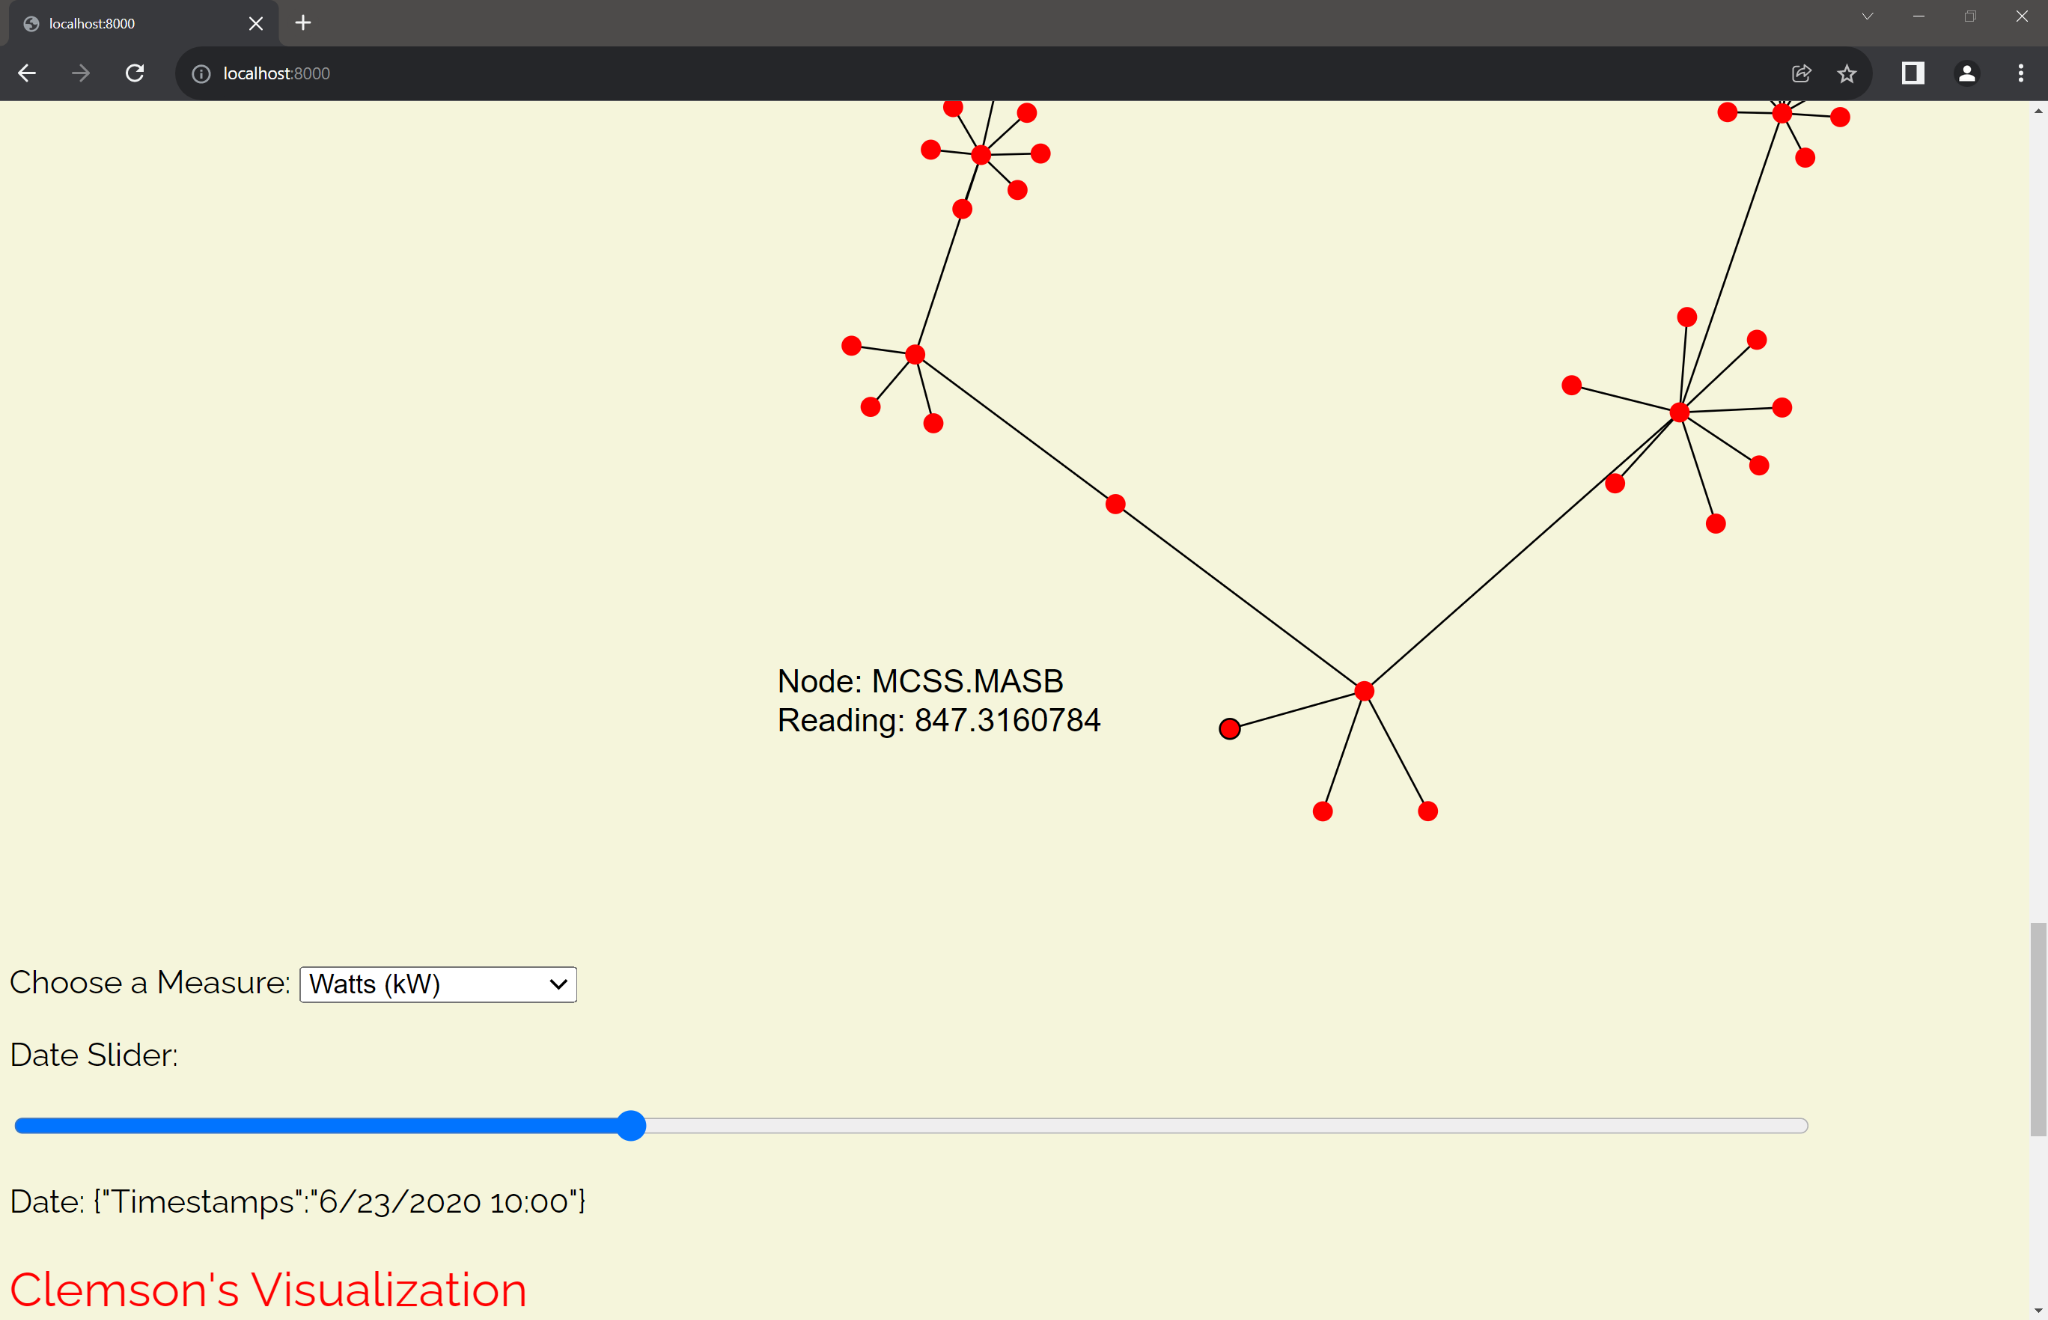 localhost:8000
localhost:8000
Node: MCSS.MASB
Reading: 847.3160784
Choose a Measure: Watts (kW)
Date Slider:
Date: {"Timestamps":"6/23/2020 10:00"}
Clemson's Visualization